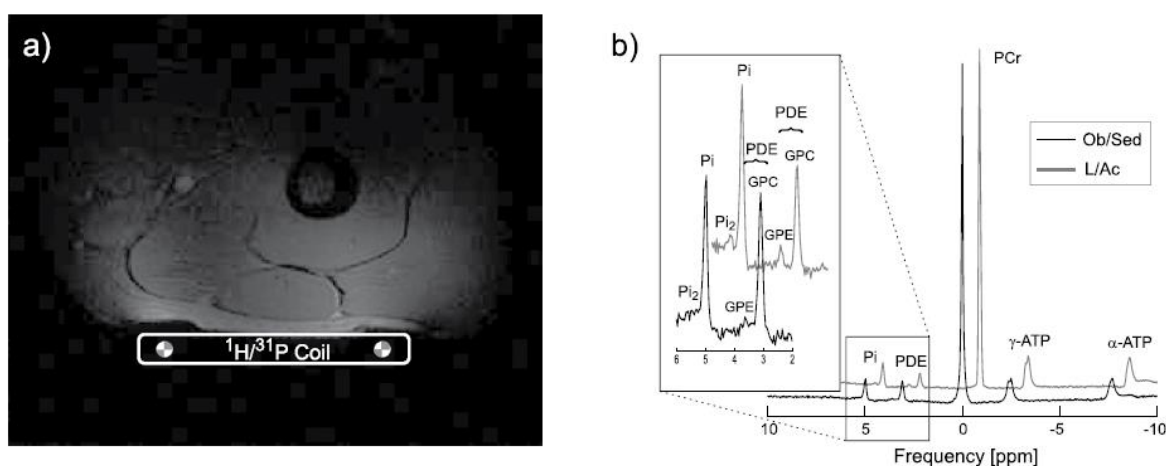 a)
¹H/³¹P Coil
b)
PCr
Ob/Sed
L/Ac
Pi
PDE
PDE
Pi
GPC
GPC
Pi₂
GPE
Pi₂
GPE
6 5 4 3 2
Pi
PDE
γ-ATP
α-ATP
10 5 0 -5 -10
Frequency [ppm]